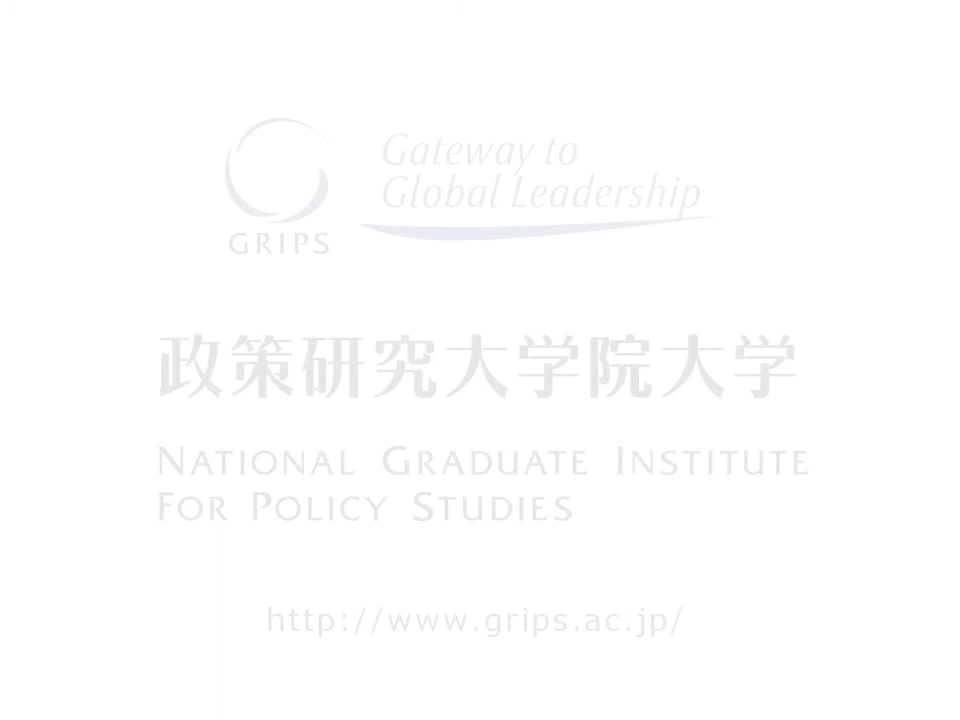 Gateway to
Global Leadership
GRIPS
政策研究大学院大学
NATIONAL GRADUATE INSTITUTE
FOR POLICY STUDIES
http://www.grips.ac.jp/